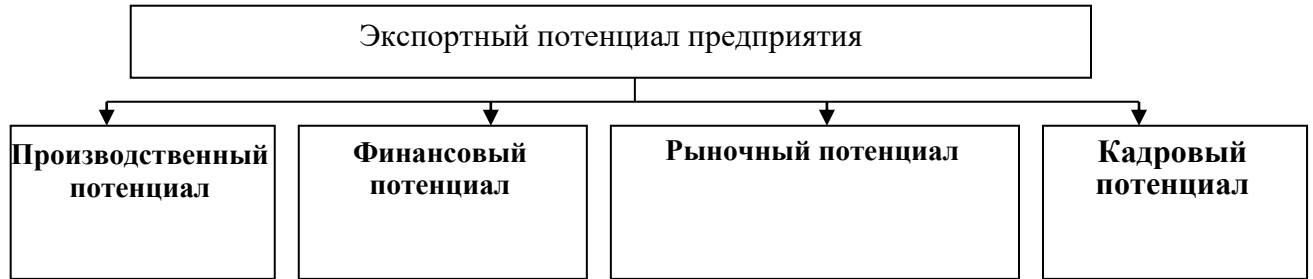 Экспортный потенциал предприятия
Производственный
потенциал
Финансовый
потенциал
Рыночный потенциал
Кадровый
потенциал